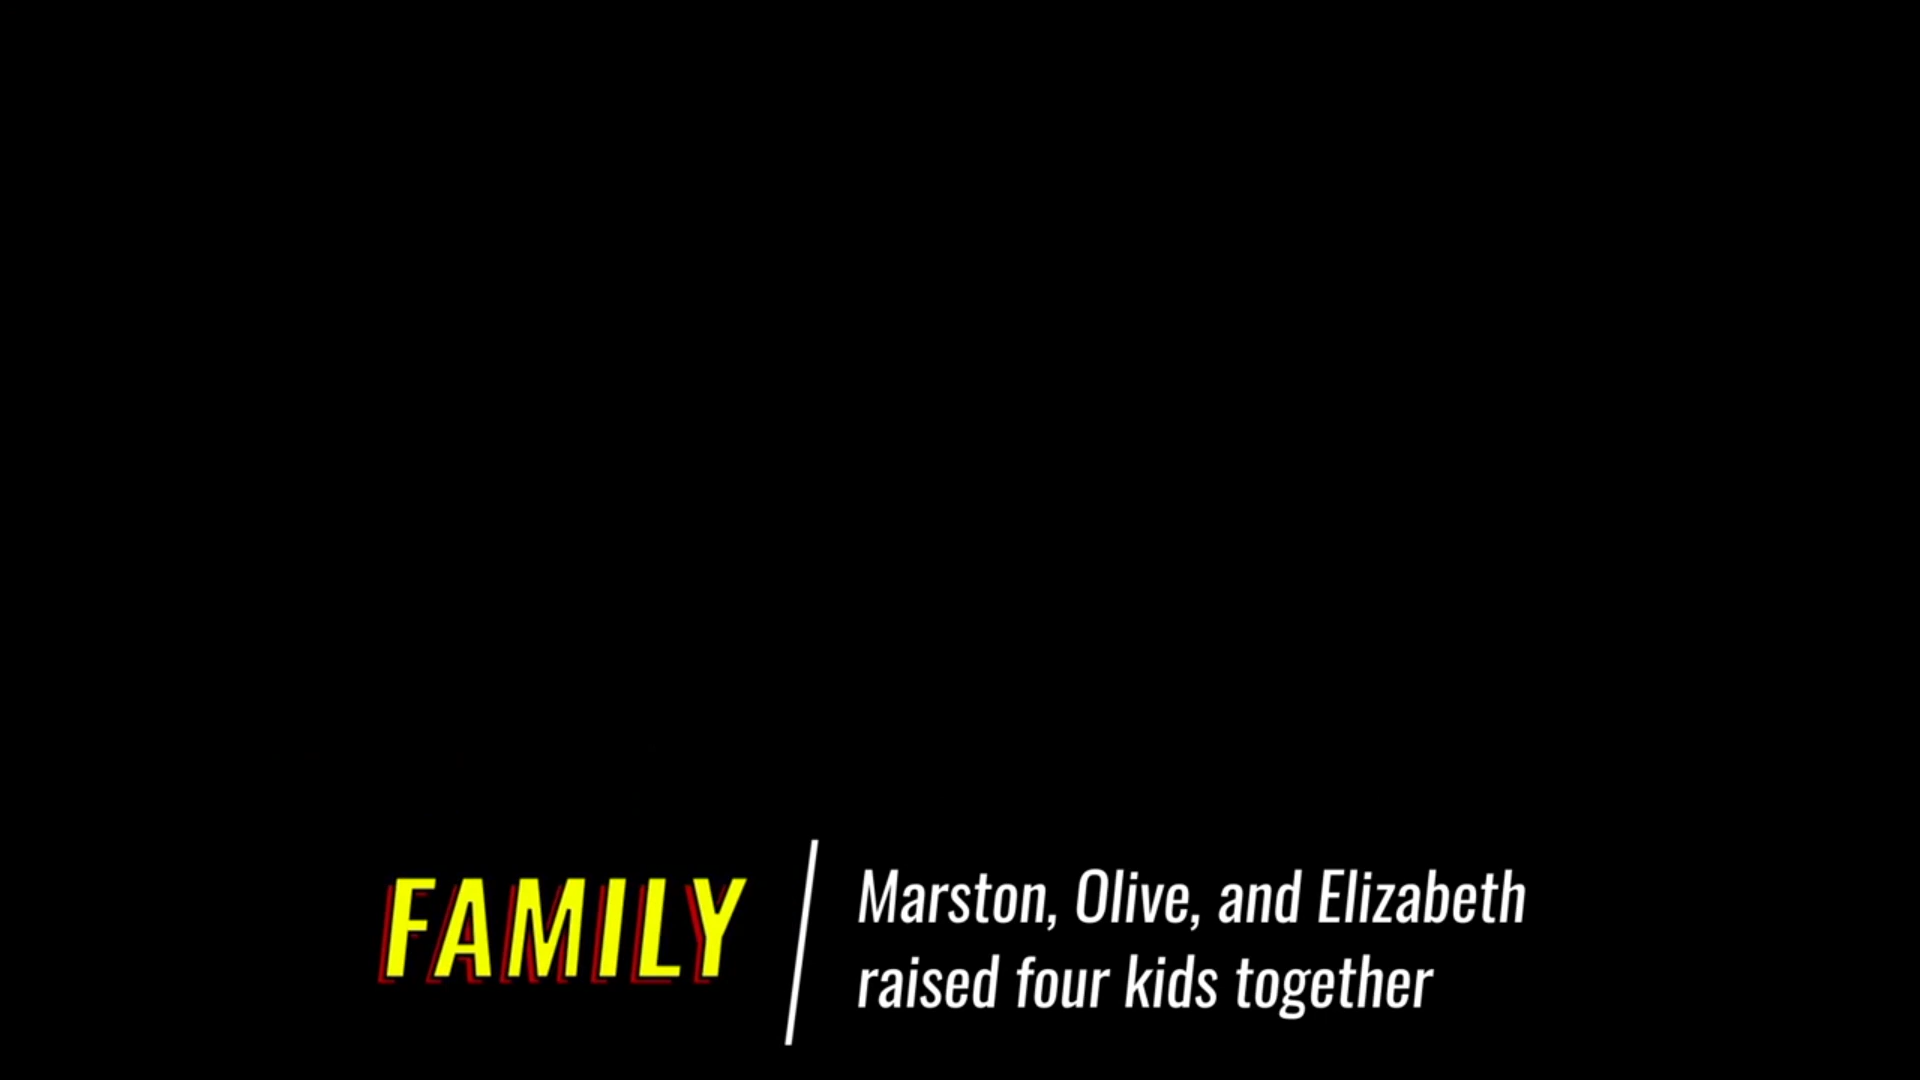 FAMILY
Marston, Olive, and Elizabeth
raised four kids together